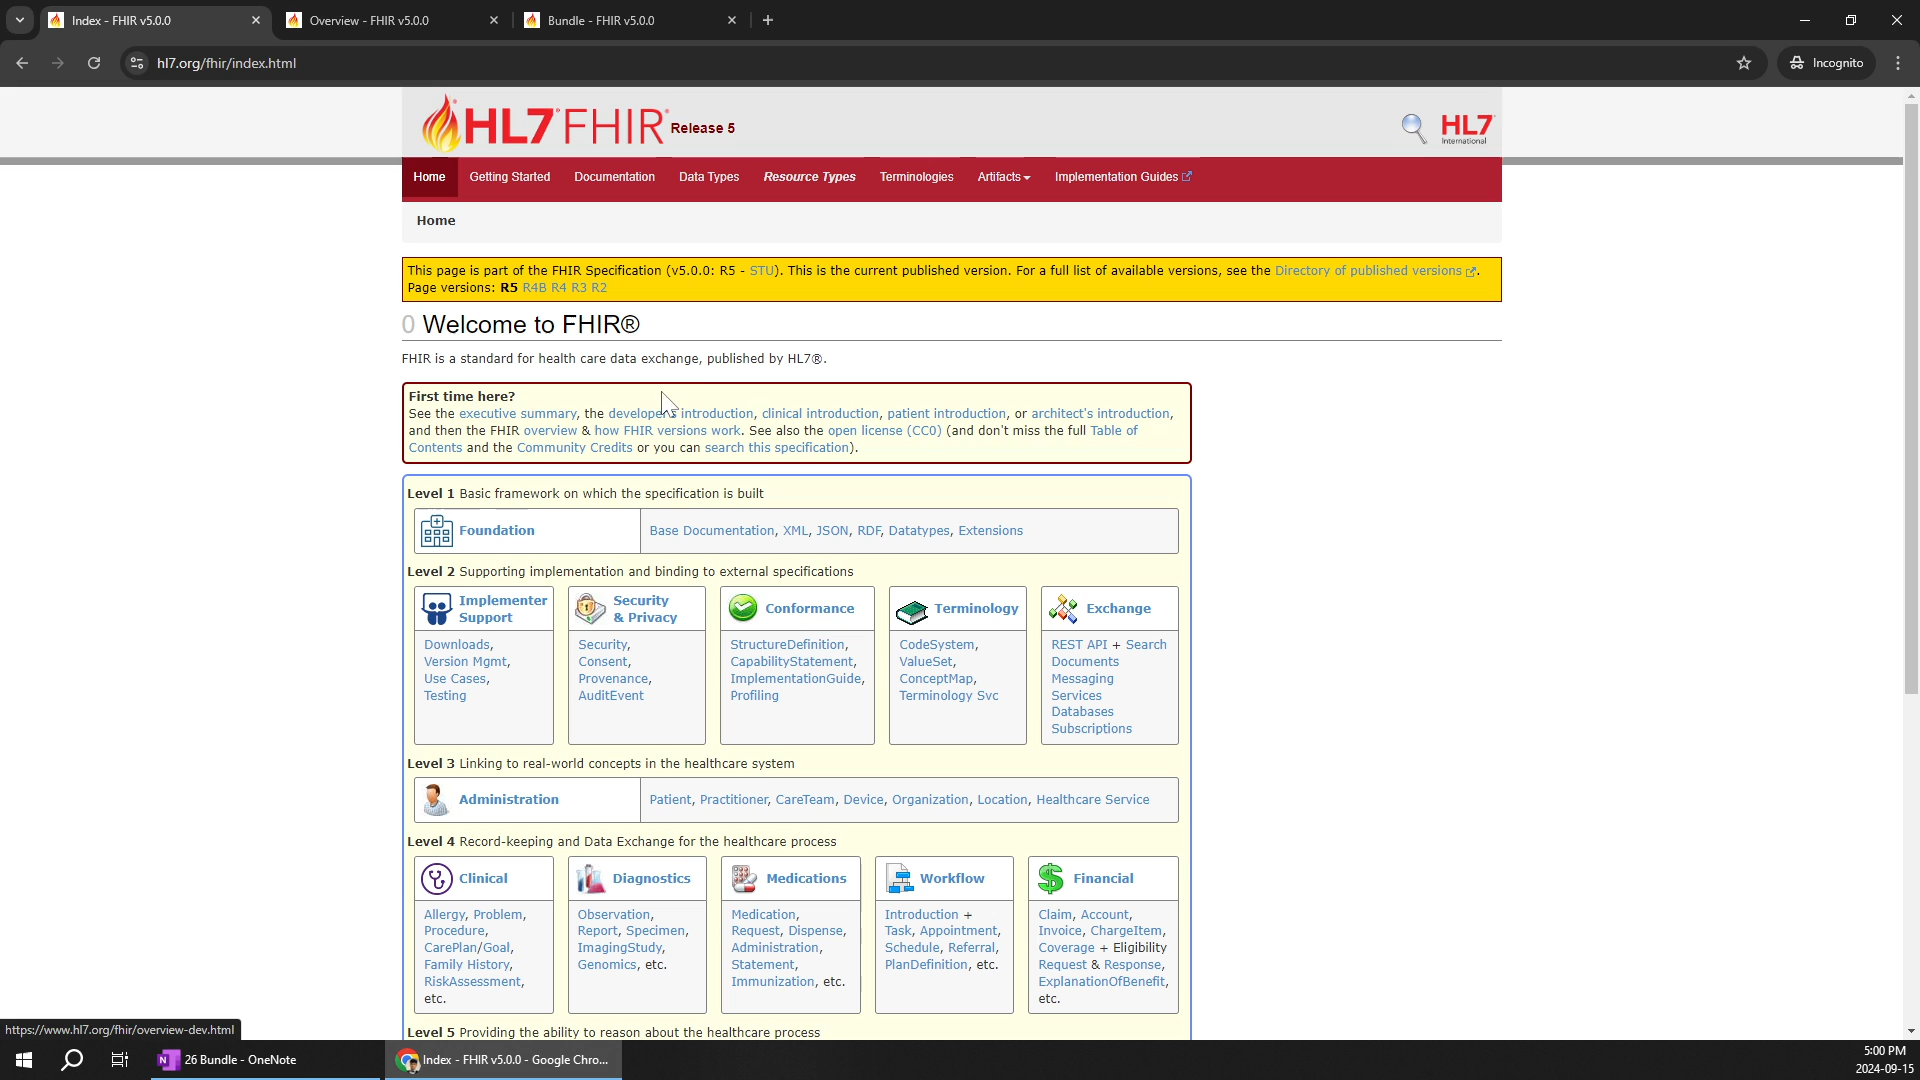 Index - FHIR v5.0.0
Overview - FHIR v5.0.0
Bundle - FHIR v5.0.0
hl7.org/fhir/index.html
Incognito
HL7 FHIR Release 5
HL7 International
Home Getting Started Documentation Data Types Resource Types Terminologies Artifacts Implementation Guides
Home
This page is part of the FHIR Specification (v5.0.0: R5 - STU). This is the current published version. For a full list of available versions, see the Directory of published versions.
Page versions: R5 R4B R4 R3 R2
0 Welcome to FHIR®
FHIR is a standard for health care data exchange, published by HL7®.
First time here?
See the executive summary, the developer's introduction, clinical introduction, patient introduction, or architect's introduction,
and then the FHIR overview & how FHIR versions work. See also the open license (CC0) (and don't miss the full Table of
Contents and the Community Credits or you can search this specification).
Level 1 Basic framework on which the specification is built
Foundation
Base Documentation, XML, JSON, RDF, Datatypes, Extensions
Level 2 Supporting implementation and binding to external specifications
Implementer
Support
Downloads,
Version Mgmt,
Use Cases,
Testing
Security
& Privacy
Security,
Consent,
Provenance,
AuditEvent
Conformance
StructureDefinition,
CapabilityStatement,
ImplementationGuide,
Profiling
Terminology
CodeSystem,
ValueSet,
ConceptMap,
Terminology Svc
Exchange
REST API + Search
Documents
Messaging
Services
Databases
Subscriptions
Level 3 Linking to real-world concepts in the healthcare system
Administration
Patient, Practitioner, CareTeam, Device, Organization, Location, Healthcare Service
Level 4 Record-keeping and Data Exchange for the healthcare process
Clinical
Allergy, Problem,
Procedure,
CarePlan/Goal,
Family History,
RiskAssessment,
etc.
Diagnostics
Observation,
Report, Specimen,
ImagingStudy,
Genomics, etc.
Medications
Medication,
Request, Dispense,
Administration,
Statement,
Immunization, etc.
Workflow
Introduction +
Task, Appointment,
Schedule, Referral,
PlanDefinition, etc.
Financial
Claim, Account,
Invoice, ChargeItem,
Coverage + Eligibility
Request & Response,
ExplanationOfBenefit,
etc.
Level 5 Providing the ability to reason about the healthcare process
https://www.hl7.org/fhir/overview-dev.html
26 Bundle - OneNote
Index - FHIR v5.0.0 - Google Chro...
5:00 PM
2024-09-15